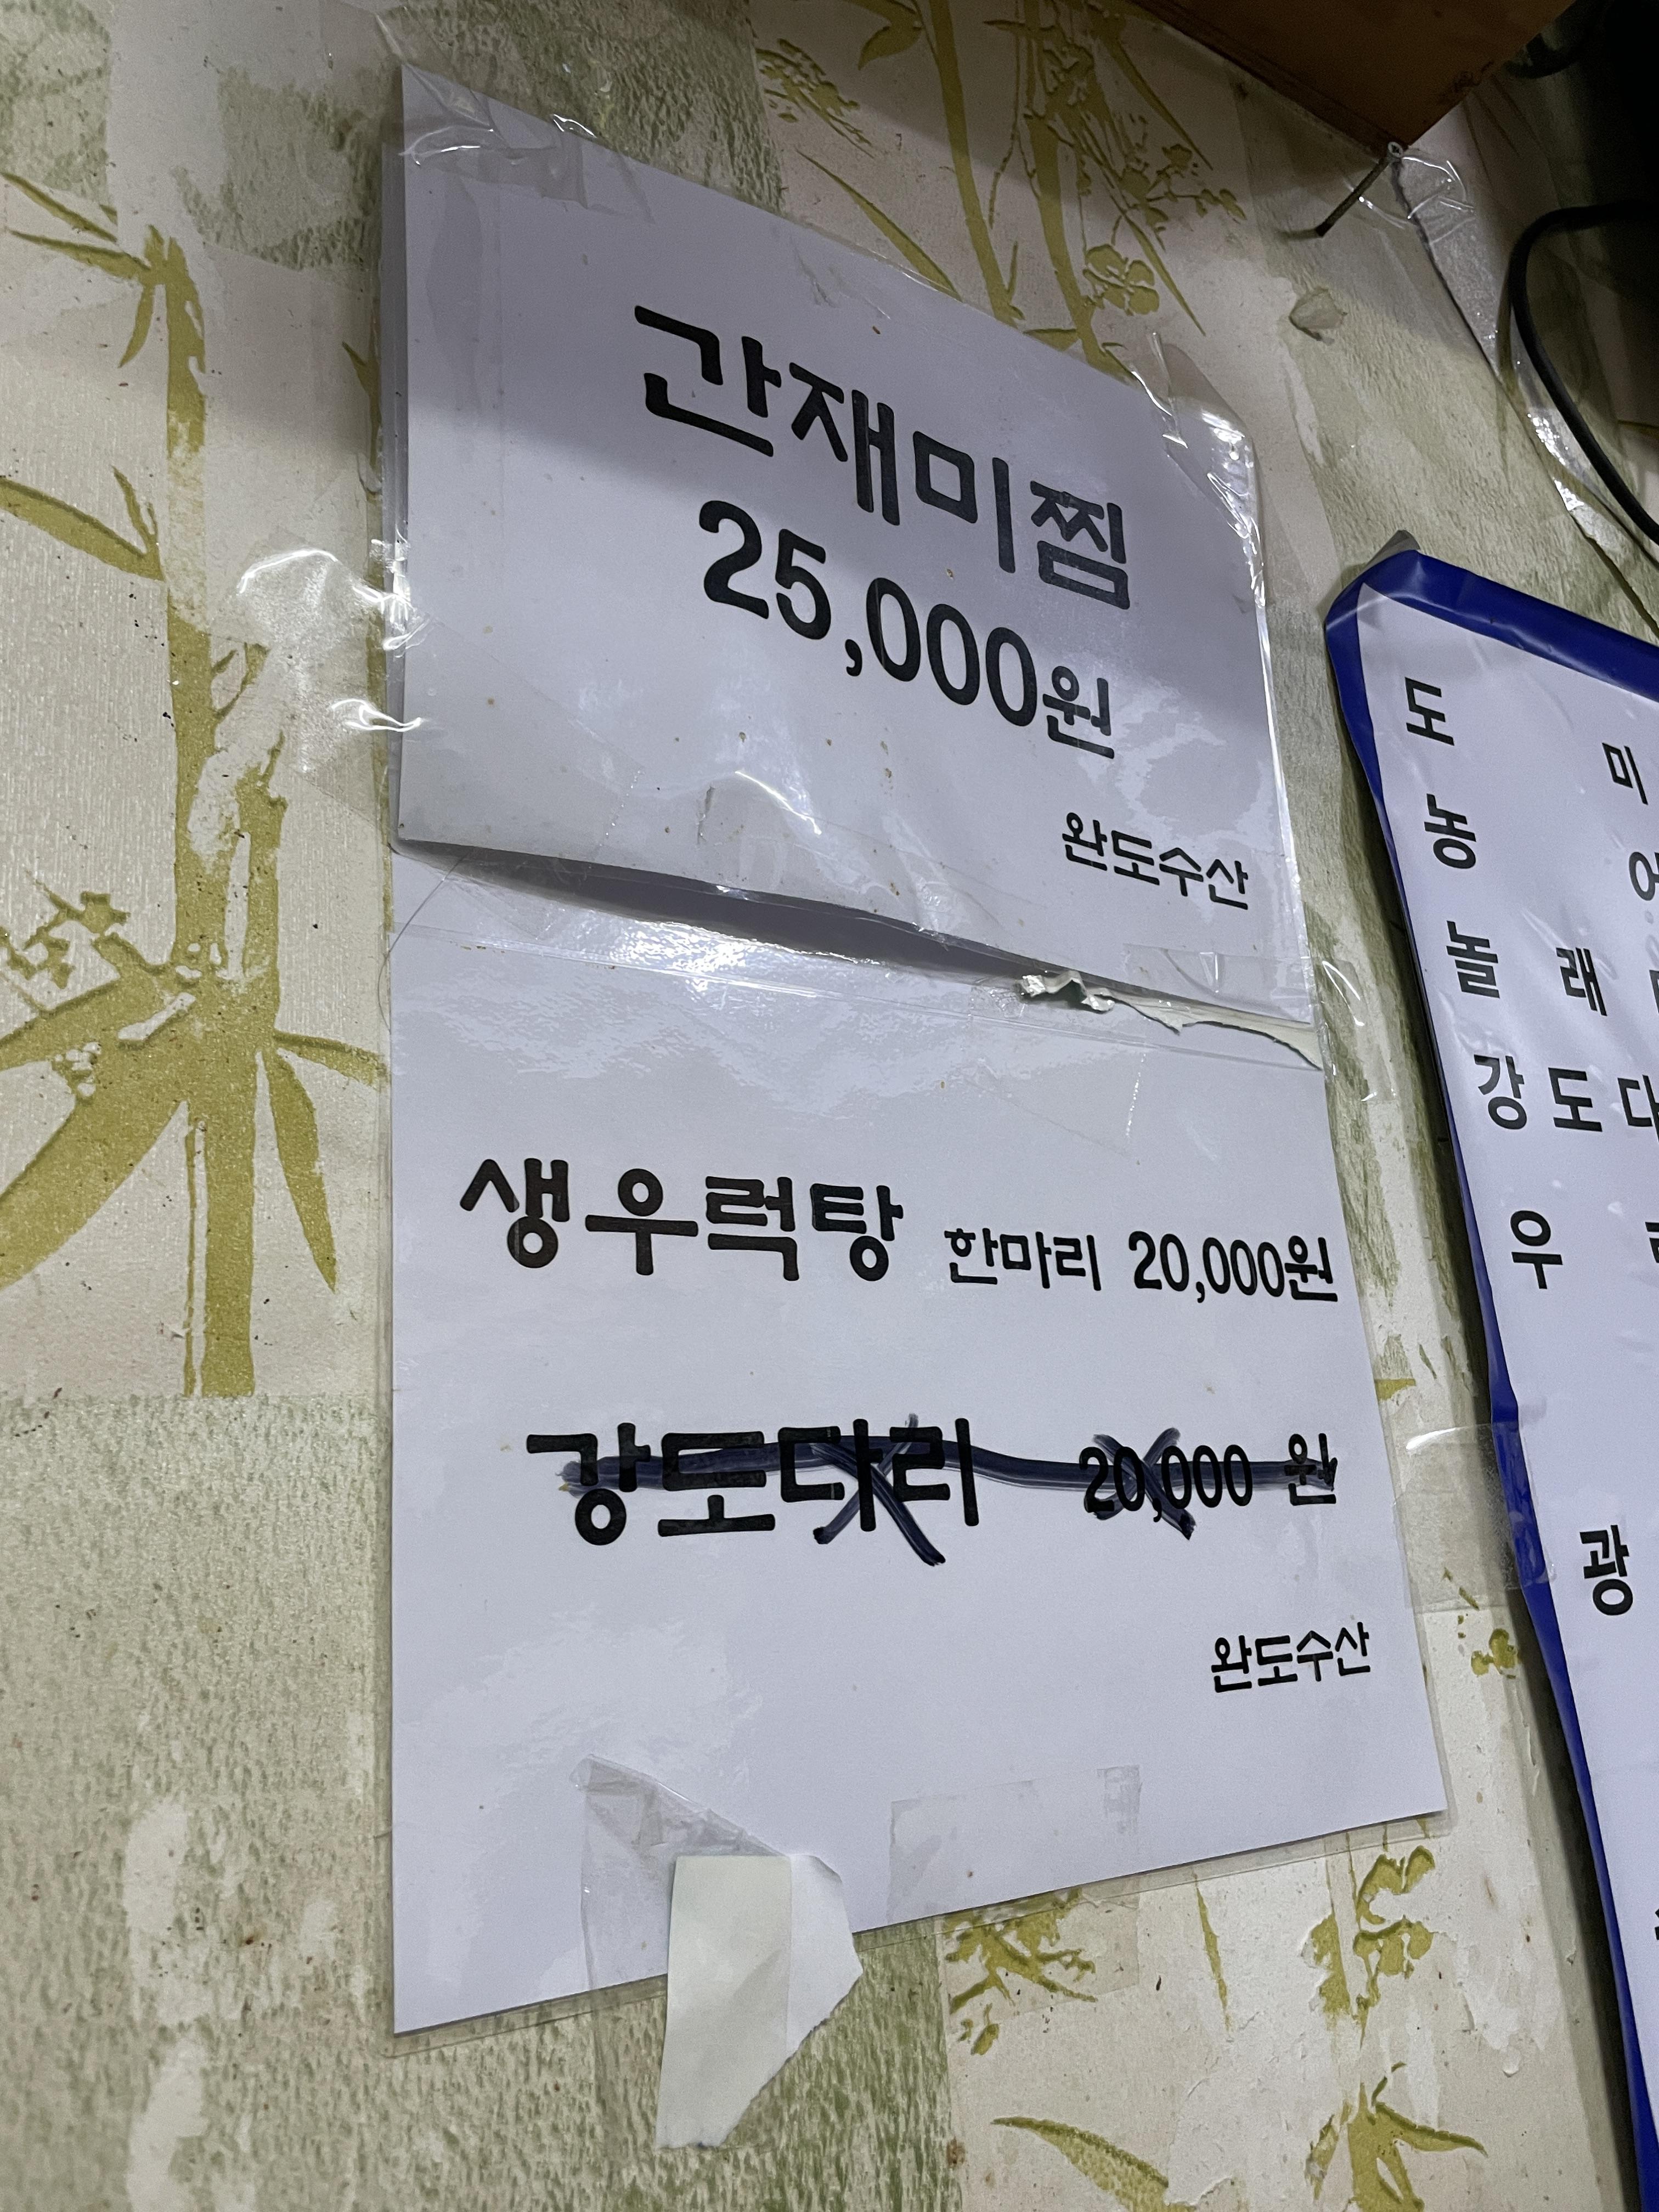 간재미찜
25,000원
완도수산
생우럭탕 한마리 20,000원
강도다리 20,000 원
완도수산
도 미
농 어
놀 래
강 도 다
우
광